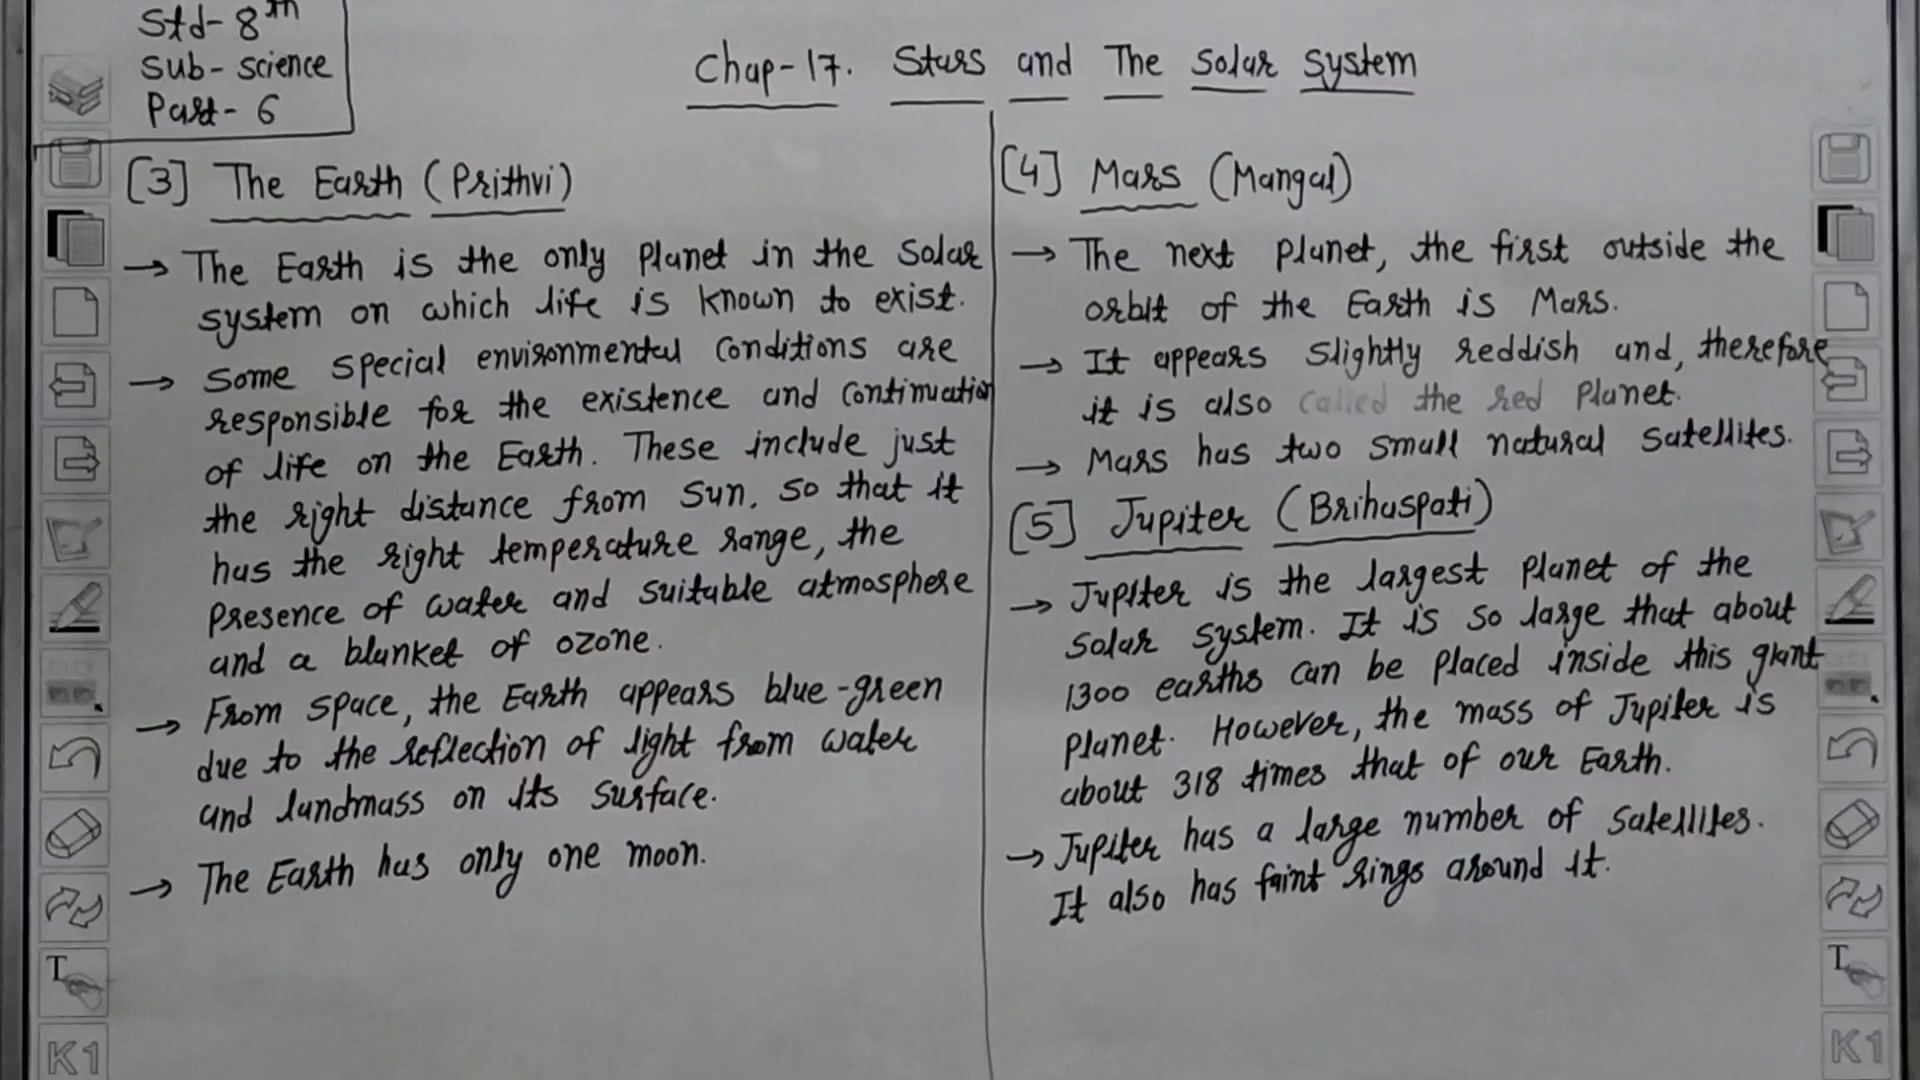 Std- 8th
Sub- science
Part- 6
Chap-17. Stars and The Solar System
[3] The Earth (Prithvi)
→ The Earth is the only Planet in the Solar
system on which life is known to exist.
→ Some special environmental conditions are
responsible for the existence and continuation
of life on the Earth. These include just
the right distance from Sun, so that it
has the right temperature range, the
Presence of water and suitable atmosphere
and a blanket of ozone.
→ From space, the Earth appears blue-green
due to the reflection of light from water
and landmass on its surface.
→ The Earth has only one moon.
[4] Mars (Mangal)
→ The next Planet, the first outside the
orbit of the Earth is Mars.
→ It appears slightly reddish and, therefore
it is also called the red Planet.
→ Mars has two small natural satellites.
[5] Jupiter (Brihaspati)
→ Jupiter is the largest Planet of the
solar system. It is so large that about
1300 earths can be placed inside this giant
planet. However, the mass of Jupiter is
about 318 times that of our Earth.
→ Jupiter has a large number of satellites.
It also has faint rings around it.
T
K1
T
K1